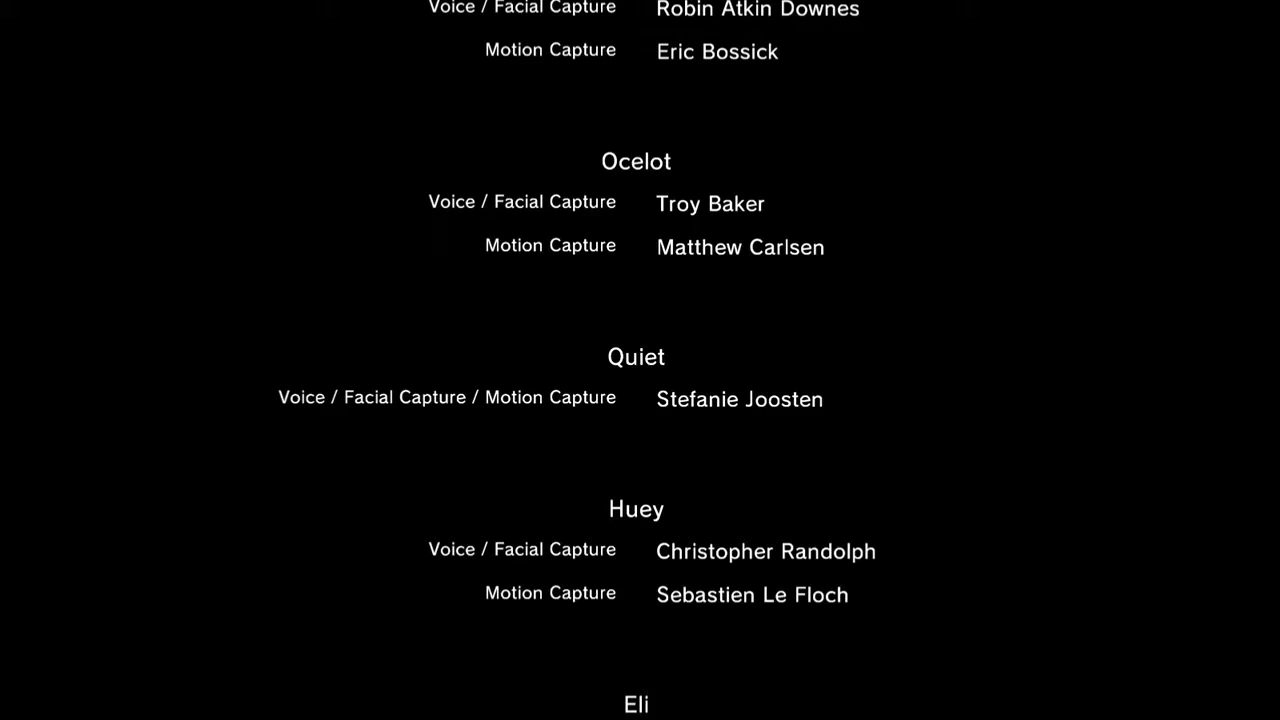 Voice / Facial Capture Robin Atkin Downes
Motion Capture Eric Bossick
Ocelot
Voice / Facial Capture Troy Baker
Motion Capture Matthew Carlsen
Quiet
Voice / Facial Capture / Motion Capture Stefanie Joosten
Huey
Voice / Facial Capture Christopher Randolph
Motion Capture Sebastien Le Floch
Eli